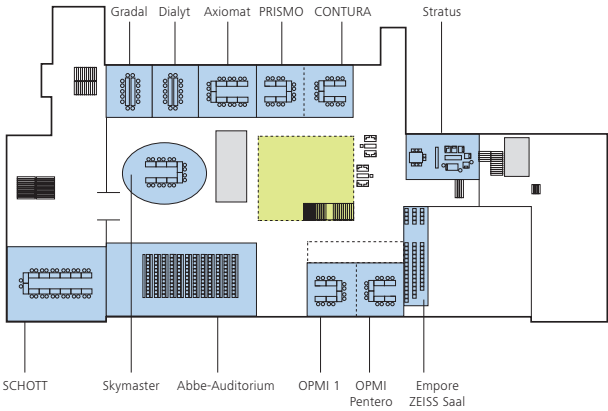 Gradal Dialyt Axiomat PRISMO CONTURA Stratus
SCHOTT Skymaster Abbe-Auditorium OPMI 1 OPMI Empore
Pentero ZEISS Saal